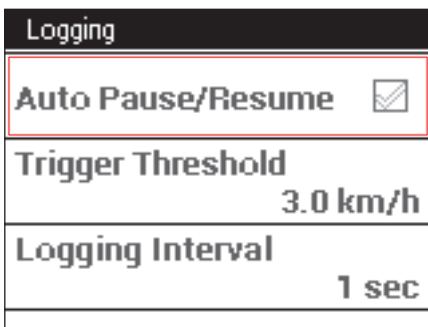 Logging
Auto Pause/Resume
Trigger Threshold
3.0 km/h
Logging Interval
1 sec